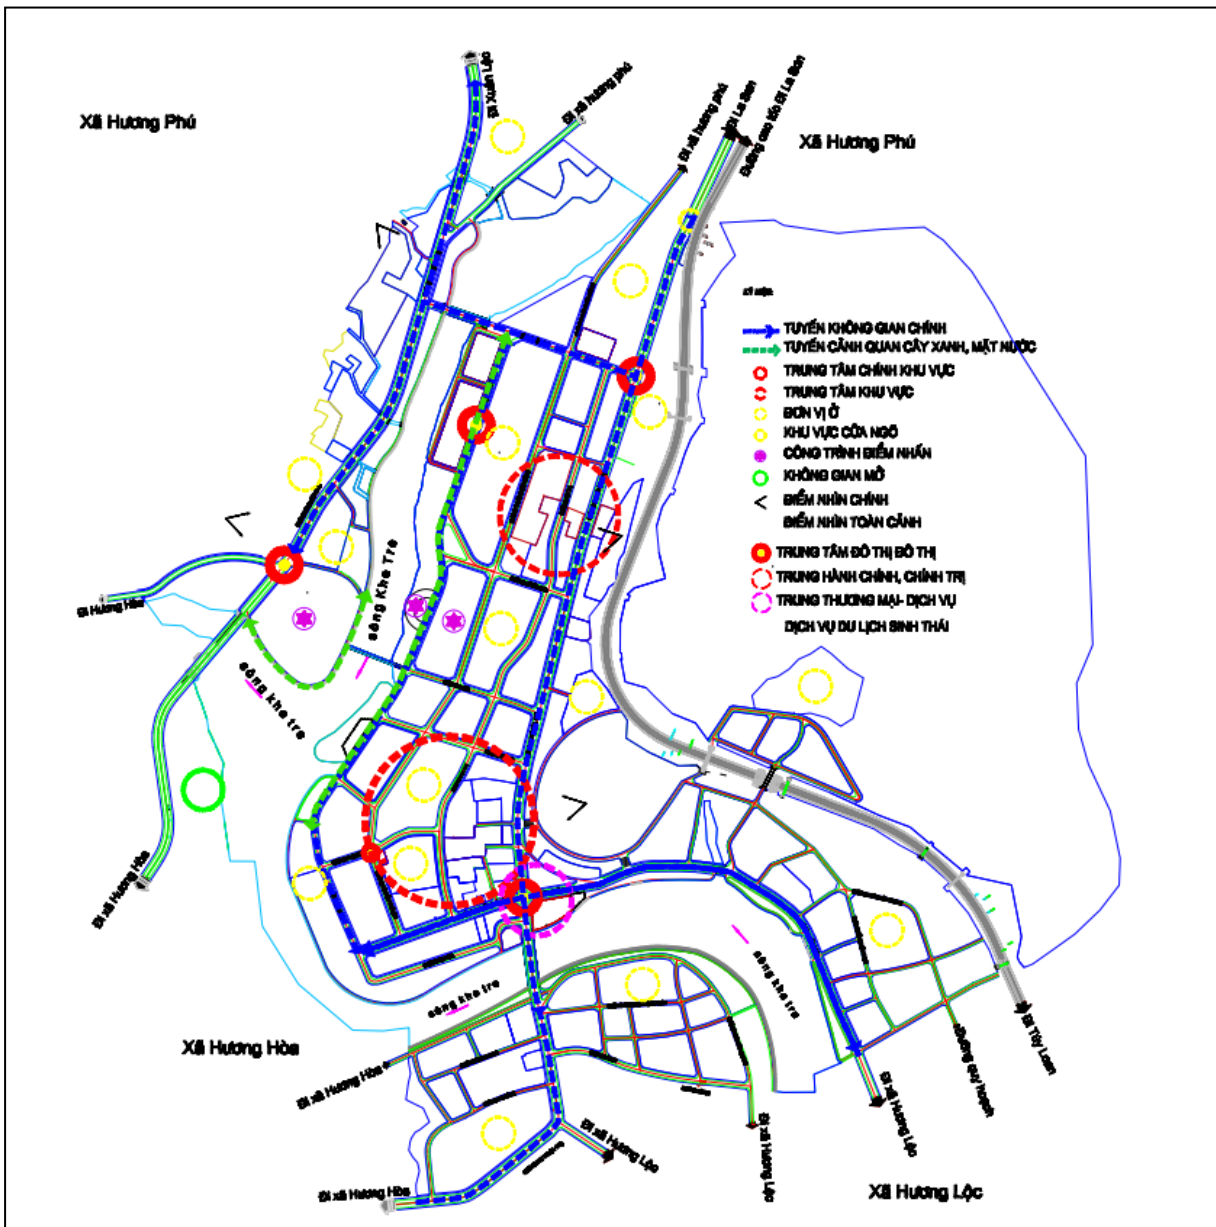 Đi Xuân Lộc
Đi xã hương phú
Xã Hương Phú
Đi xã hương phú
Đi La Sơn
Đường cao tốc Đi La Sơn
Xã Hương Phú
KÝ HIỆU:
TUYẾN KHÔNG GIAN CHÍNH
TUYẾN CẢNH QUAN CÂY XANH, MẶT NƯỚC
TRUNG TÂM CHÍNH KHU VỰC
TRUNG TÂM KHU VỰC
ĐƠN VỊ Ở
KHU VỰC CỬA NGÕ
CÔNG TRÌNH ĐIỂM NHẤN
KHÔNG GIAN MỞ
ĐIỂM NHÌN CHÍNH
ĐIỂM NHÌN TOÀN CẢNH
TRUNG TÂM ĐÔ THỊ ĐÔ THỊ
TRUNG HÀNH CHÍNH, CHÍNH TRỊ
TRUNG THƯƠNG MẠI- DỊCH VỤ
DỊCH VỤ DU LỊCH SINH THÁI
Đi Hương Hòa
sông Khe Tre
sông khe tre
Đi xã Hương Hòa
sông khe tre
sông khe tre
Xã Hương Hòa
Đi xã Hương Hòa
Đi Túy Loan
Đi xã Hương Lộc
Đi xã Hương Lộc
Đi xã Hương Lộc
Đi xã Hương Hòa
Xã Hương Lộc